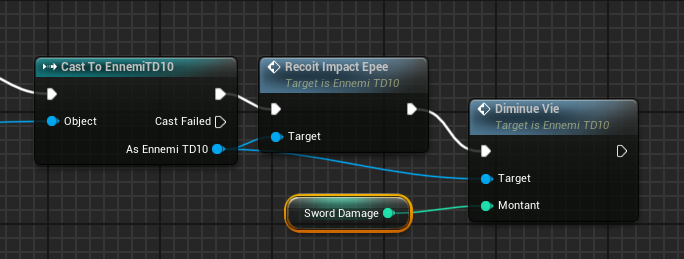 Cast To EnnemiTD10
Object
Cast Failed
As Ennemi TD10
Recoit Impact Epee
Target is Ennemi TD10
Target
Sword Damage
Diminue Vie
Target is Ennemi TD10
Target
Montant